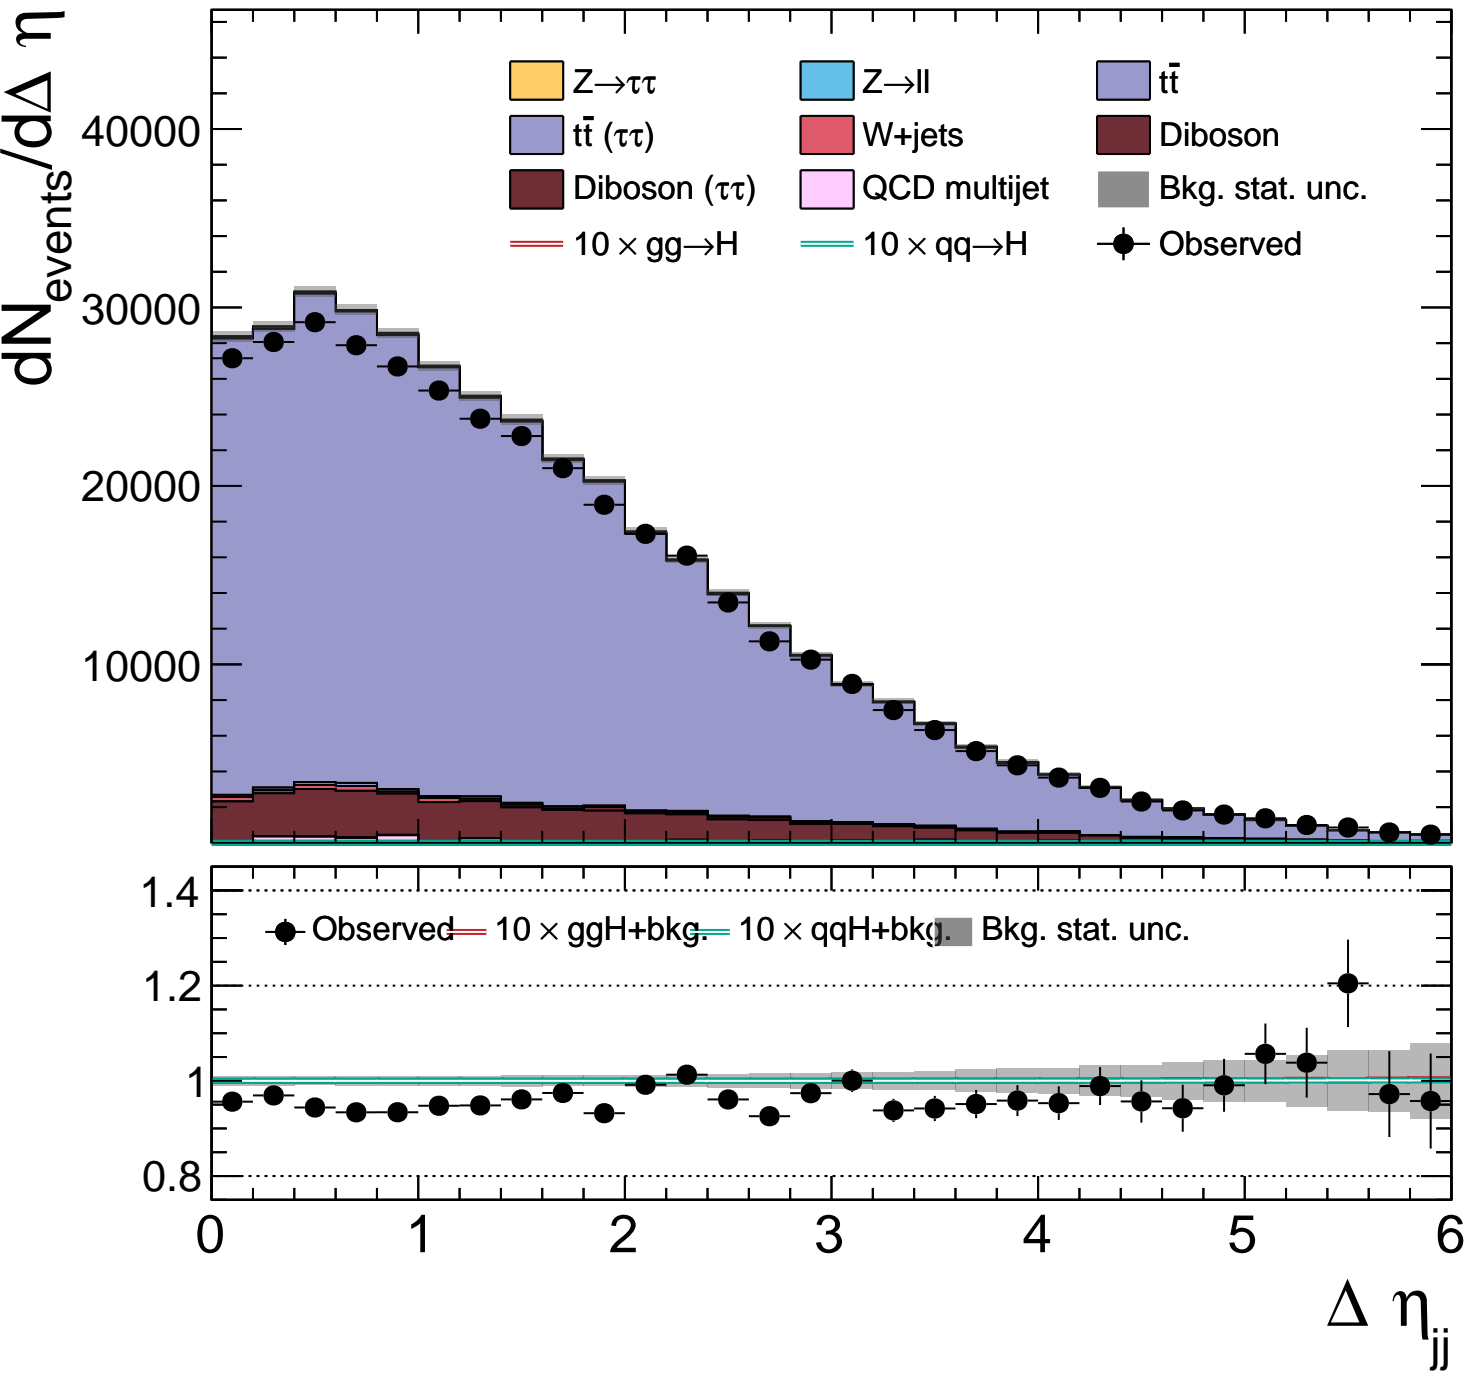 dN_events/dΔ η
Z→ττ Z→ll tt̄
tt̄ (ττ) W+jets Diboson
Diboson (ττ) QCD multijet Bkg. stat. unc.
10 × gg→H 10 × qq→H Observed
40000
30000
20000
10000
Observed 10 × ggH+bkg. 10 × qqH+bkg. Bkg. stat. unc.
1.4
1.2
1
0.8
0 1 2 3 4 5 6
Δ η_jj